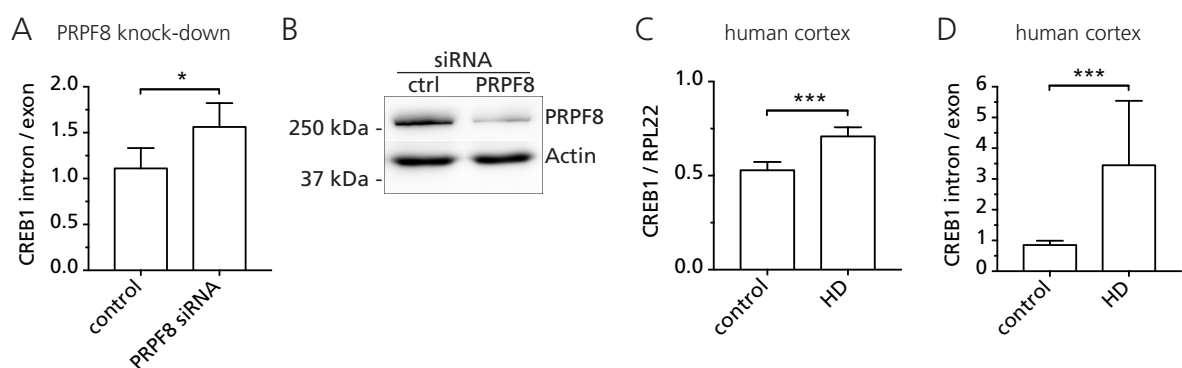 A PRPF8 knock-down
CREB1 intron / exon
2.0
1.5
1.0
0.5
0.0
*
control
PRPF8 siRNA
B
siRNA
ctrl PRPF8
250 kDa - PRPF8
Actin
37 kDa -
C human cortex
CREB1 / RPL22
1.0
0.5
0.0
***
control
HD
D human cortex
CREB1 intron / exon
6
5
4
3
2
1
0
***
control
HD